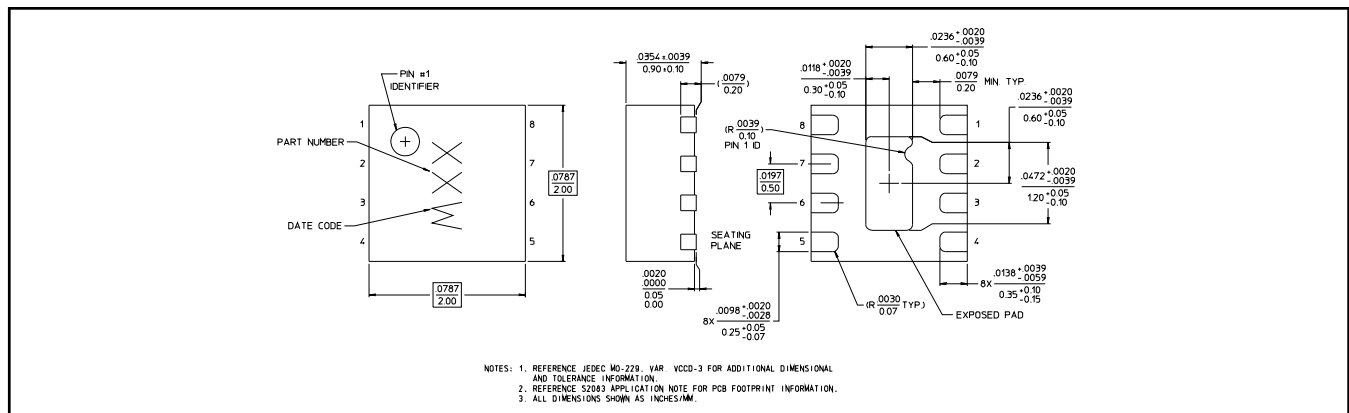 PIN #1
IDENTIFIER
PART NUMBER
DATE CODE
1
2
3
4
8
7
6
5
XX
N
.0787
2.00
.0787
2.00
.0354±.0039
0.90±0.10
(.0079
0.20)
SEATING
PLANE
.0020
.0000
0.05
0.00
8X .0098 +.0020
-.0028
0.25 +0.05
-0.07
.0118 +.0020
-.0039
0.30 +0.05
-0.10
.0236 +.0020
-.0039
0.60 +0.05
-0.10
.0079
0.20 MIN. TYP.
.0236 +.0020
-.0039
0.60 +0.05
-0.10
(R .0039
0.10)
PIN 1 ID
.0197
0.50
8
7
6
5
1
2
3
4
.0472 +.0020
-.0039
1.20 +0.05
-0.10
8X .0138 +.0039
-.0059
0.35 +0.10
-0.15
(R .0030
0.07 TYP.)
EXPOSED PAD
NOTES: 1. REFERENCE JEDEC MO-229, VAR. VCCD-3 FOR ADDITIONAL DIMENSIONAL
AND TOLERANCE INFORMATION.
2. REFERENCE S2083 APPLICATION NOTE FOR PCB FOOTPRINT INFORMATION.
3. ALL DIMENSIONS SHOWN AS INCHES/MM.